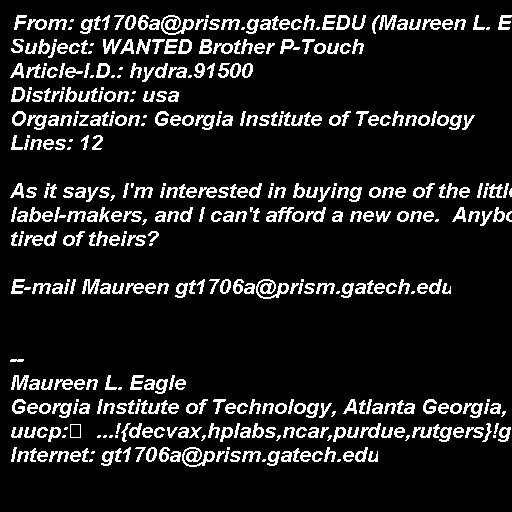 From: gt1706a@prism.gatech.EDU (Maureen L. E
Subject: WANTED Brother P-Touch
Article-I.D.: hydra.91500
Distribution: usa
Organization: Georgia Institute of Technology
Lines: 12
As it says, I'm interested in buying one of the little
label-makers, and I can't afford a new one.  Anybo
tired of theirs?
E-mail Maureen gt1706a@prism.gatech.edu
--
Maureen L. Eagle
Georgia Institute of Technology, Atlanta Georgia,
uucp:  ...!{decvax,hplabs,ncar,purdue,rutgers}!g
Internet: gt1706a@prism.gatech.edu